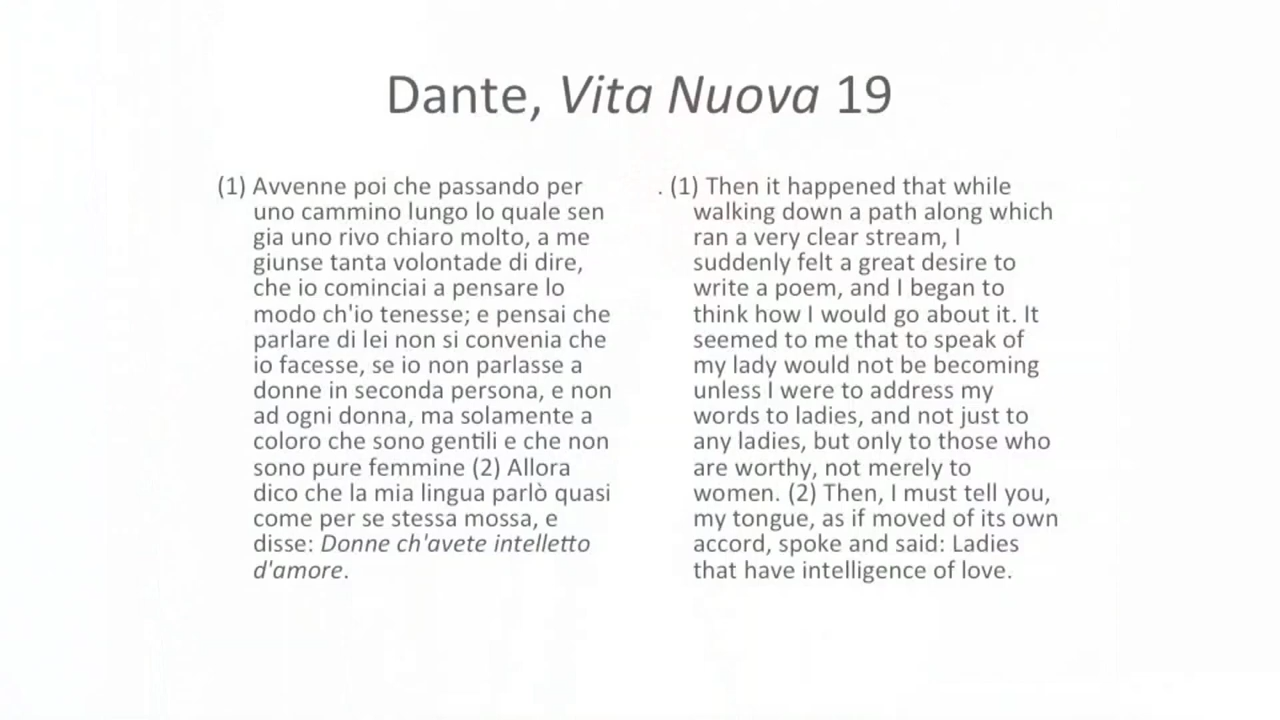 Dante, Vita Nuova 19
(1) Avvenne poi che passando per
uno cammino lungo lo quale sen
gia uno rivo chiaro molto, a me
giunse tanta volontade di dire,
che io cominciai a pensare lo
modo ch'io tenesse; e pensai che
parlare di lei non si convenia che
io facesse, se io non parlasse a
donne in seconda persona, e non
ad ogni donna, ma solamente a
coloro che sono gentili e che non
sono pure femmine (2) Allora
dico che la mia lingua parlò quasi
come per se stessa mossa, e
disse: Donne ch'avete intelletto
d'amore.
. (1) Then it happened that while
walking down a path along which
ran a very clear stream, I
suddenly felt a great desire to
write a poem, and I began to
think how I would go about it. It
seemed to me that to speak of
my lady would not be becoming
unless I were to address my
words to ladies, and not just to
any ladies, but only to those who
are worthy, not merely to
women. (2) Then, I must tell you,
my tongue, as if moved of its own
accord, spoke and said: Ladies
that have intelligence of love.